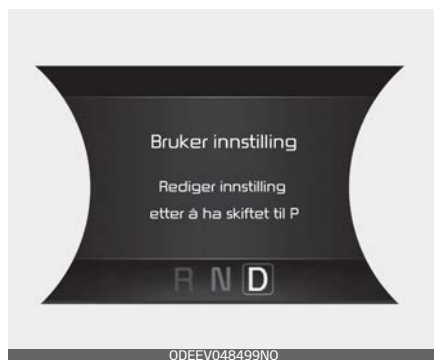 Bruker innstilling
Rediger innstilling
etter å ha skiftet til P
R N D
ODEEV048499NO